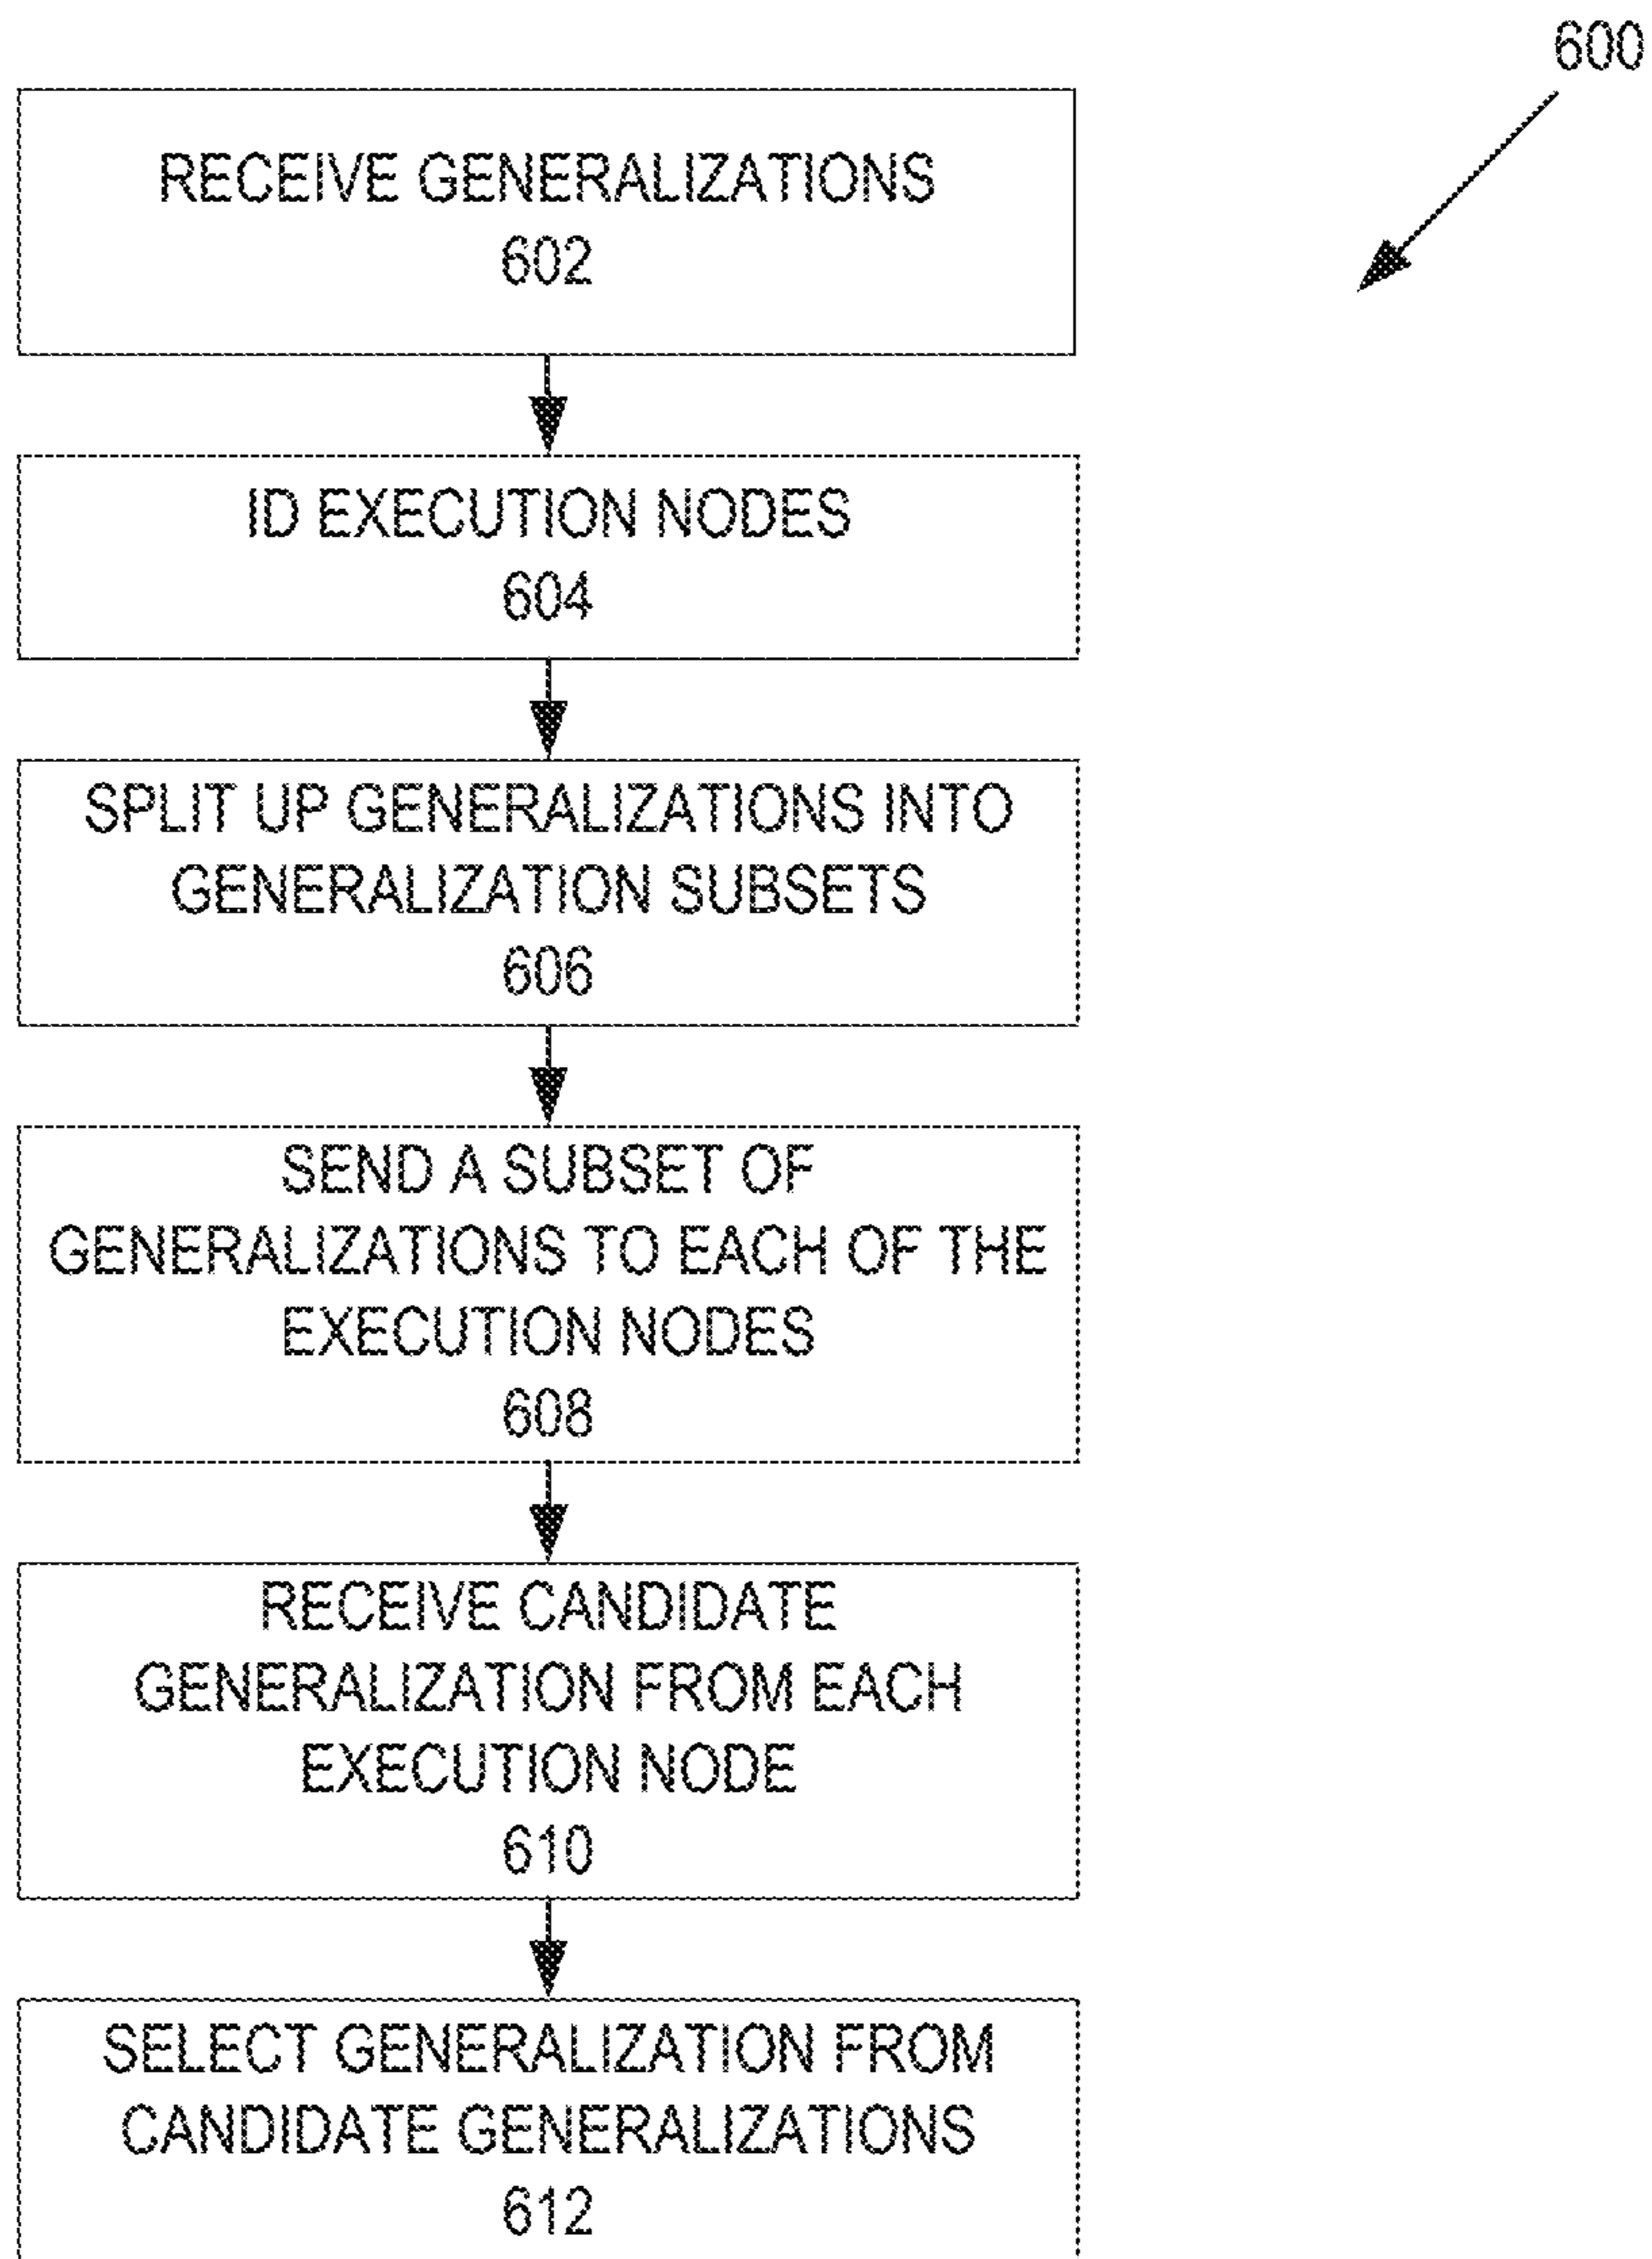 600
RECEIVE GENERALIZATIONS
602
ID EXECUTION NODES
604
SPLIT UP GENERALIZATIONS INTO
GENERALIZATION SUBSETS
606
SEND A SUBSET OF
GENERALIZATIONS TO EACH OF THE
EXECUTION NODES
608
RECEIVE CANDIDATE
GENERALIZATION FROM EACH
EXECUTION NODE
610
SELECT GENERALIZATION FROM
CANDIDATE GENERALIZATIONS
612